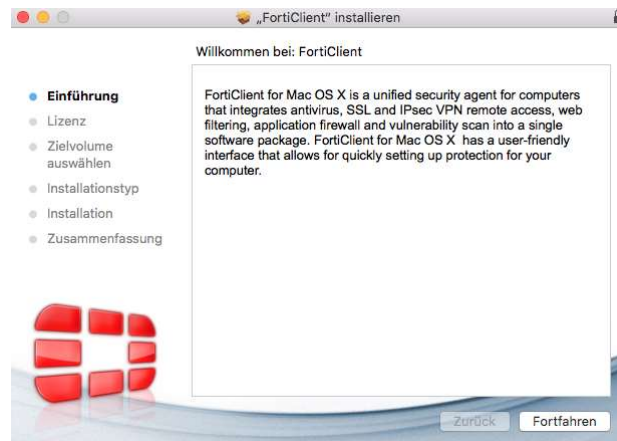 „FortiClient“ installieren
Willkommen bei: FortiClient
Einführung
Lizenz
Zielvolume
auswählen
Installationstyp
Installation
Zusammenfassung
FortiClient for Mac OS X is a unified security agent for computers
that integrates antivirus, SSL and IPsec VPN remote access, web
filtering, application firewall and vulnerability scan into a single
software package. FortiClient for Mac OS X  has a user-friendly
interface that allows for quickly setting up protection for your
computer.
Zurück
Fortfahren